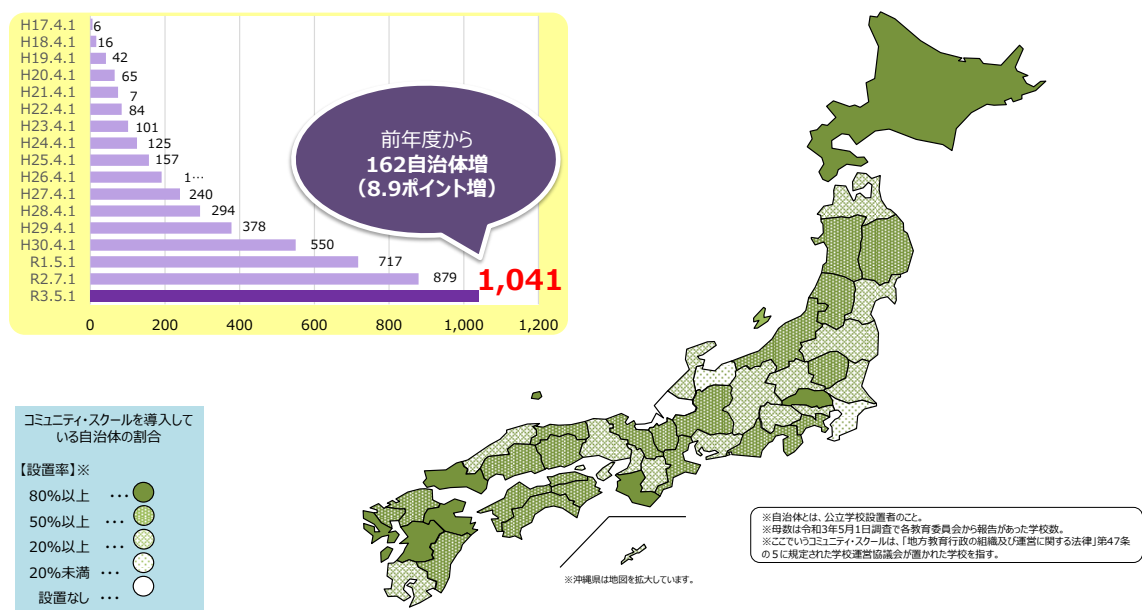 H17.4.1 6
H18.4.1 16
H19.4.1 42
H20.4.1 65
H21.4.1 7
H22.4.1 84
H23.4.1 101
H24.4.1 125
H25.4.1 157
H26.4.1 1…
H27.4.1 240
H28.4.1 294
H29.4.1 378
H30.4.1 550
R1.5.1 717
R2.7.1 879
R3.5.1 1,041
0 200 400 600 800 1,000 1,200
前年度から
162自治体増
（8.9ポイント増）
コミュニティ・スクールを導入して
いる自治体の割合
【設置率】※
80%以上 ･･･
50%以上 ･･･
20%以上 ･･･
20%未満 ･･･
設置なし ･･･
※沖縄県は地図を拡大しています。
※自治体とは、公立学校設置者のこと。
※母数は令和3年5月1日調査で各教育委員会から報告があった学校数。
※ここでいうコミュニティ・スクールは、「地方教育行政の組織及び運営に関する法律」第47条
の５に規定された学校運営協議会が置かれた学校を指す。